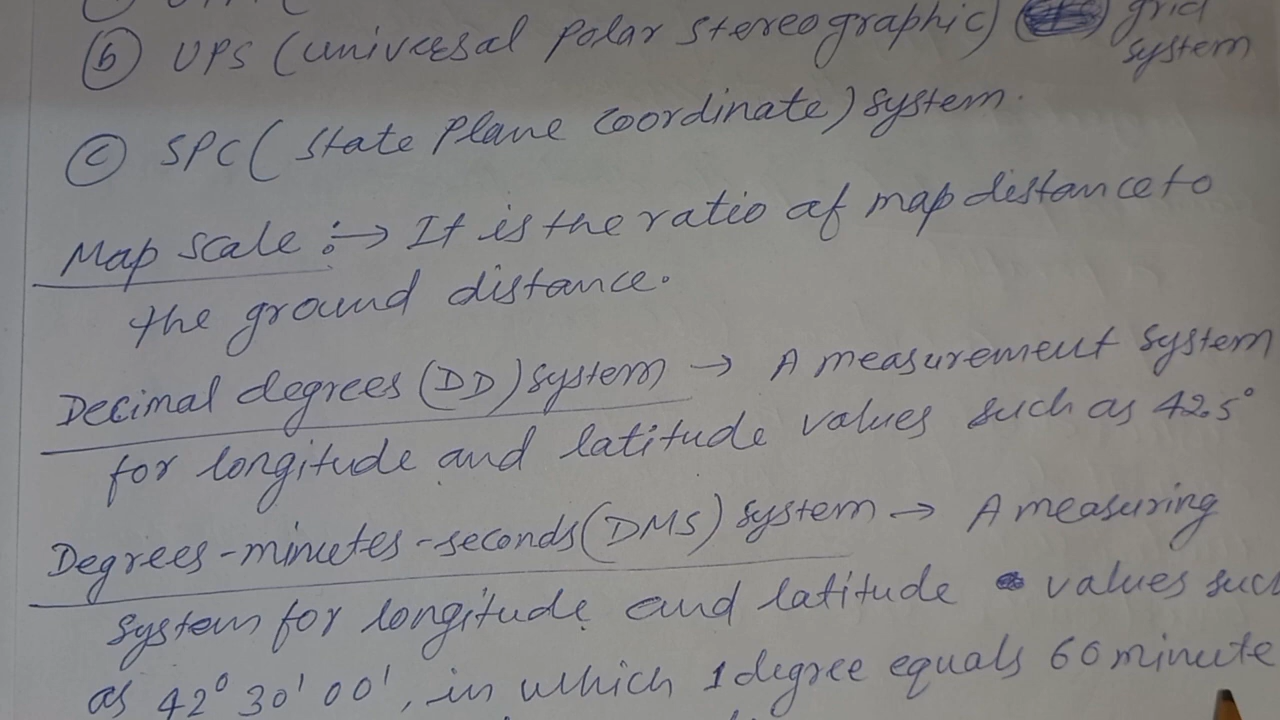 (b) UPS (universal Polar Stereographic) grid system
(c) SPC (State Plane Coordinate) System.
Map Scale :→ It is the ratio of map distance to
the ground distance.
Decimal degrees (DD) System → A measurement System
for longitude and latitude values such as 42.5°
Degrees-minutes-seconds (DMS) System → A measuring
System for longitude and latitude values such
as 42° 30' 00', in which 1 degree equals 60 minute